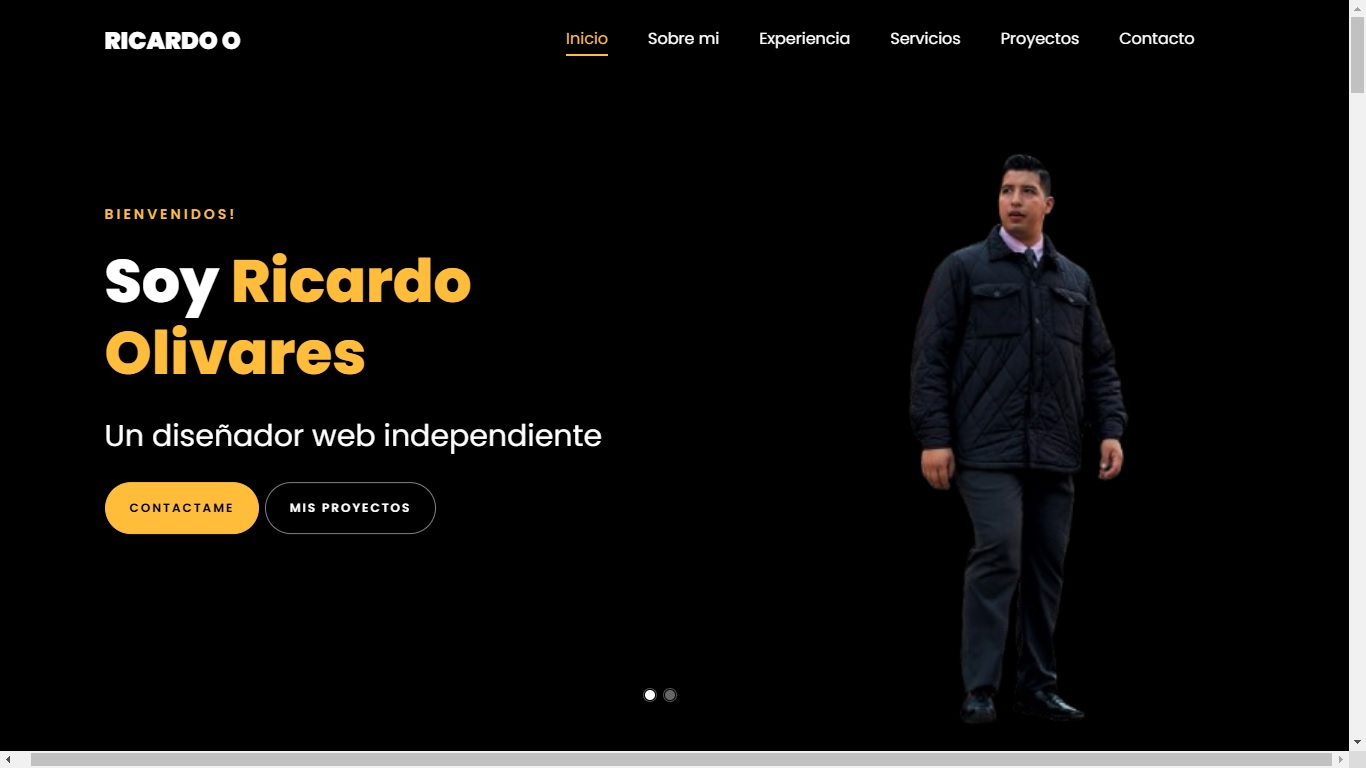 RICARDO O
Inicio Sobre mi Experiencia Servicios Proyectos Contacto
BIENVENIDOS!
Soy Ricardo
Olivares
Un diseñador web independiente
CONTACTAME MIS PROYECTOS